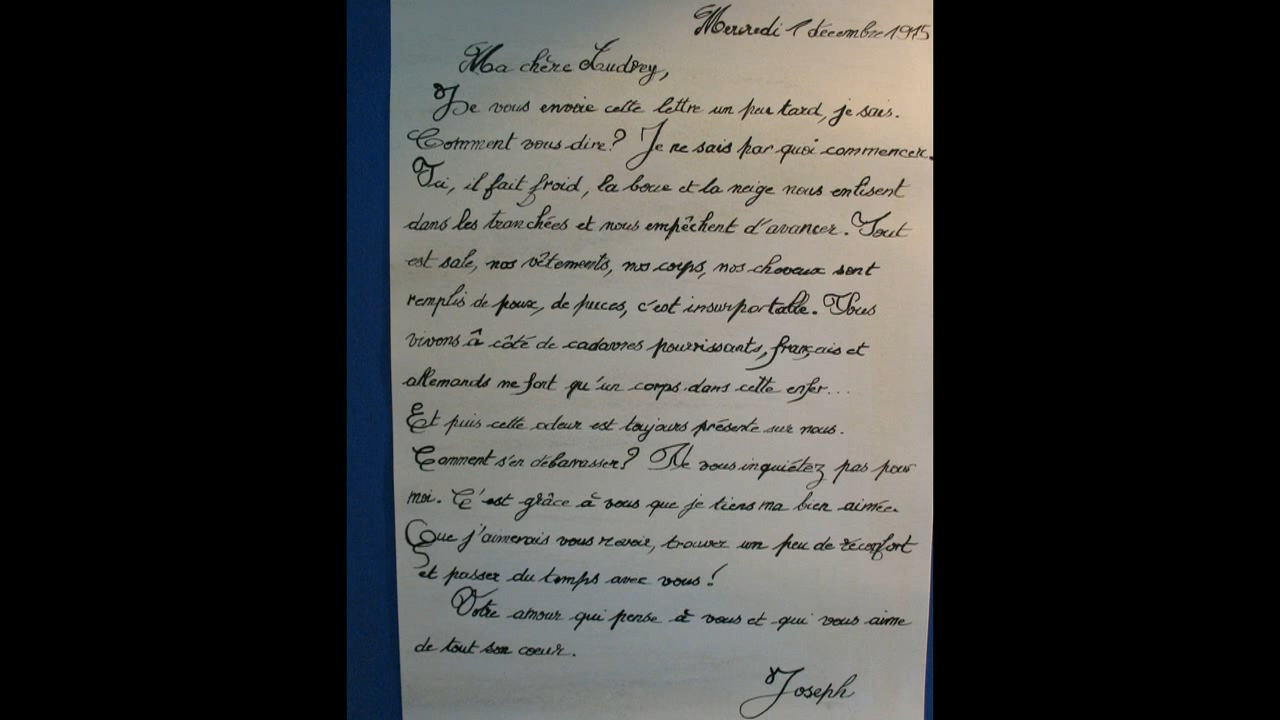 Mercredi 1 décembre 1915
Ma chère Audrey,
Je vous envoie cette lettre un peu tard, je sais.
Comment vous dire? Je ne sais par quoi commencer.
Ici, il fait froid, la boue et la neige nous enlisent
dans les tranchées et nous empêchent d'avancer. Tout
est sale, nos vêtements, nos corps, nos cheveux sont
remplis de poux, de puces, c'est insurportable. Nous
vivons à côté de cadavres pourrissants, français et
allemands ne font qu'un corps dans cette enfer...
Et puis cette odeur est toujours présente sur nous.
Comment s'en débarrasser? Ne vous inquiétez pas pour
moi. C'est grâce à vous que je tiens ma bien aimée.
Que j'aimerais vous revoir, trouver un peu de réconfort
et passer du temps avec vous!
Votre amour qui pense à vous et qui vous aime
de tout son coeur.
Joseph